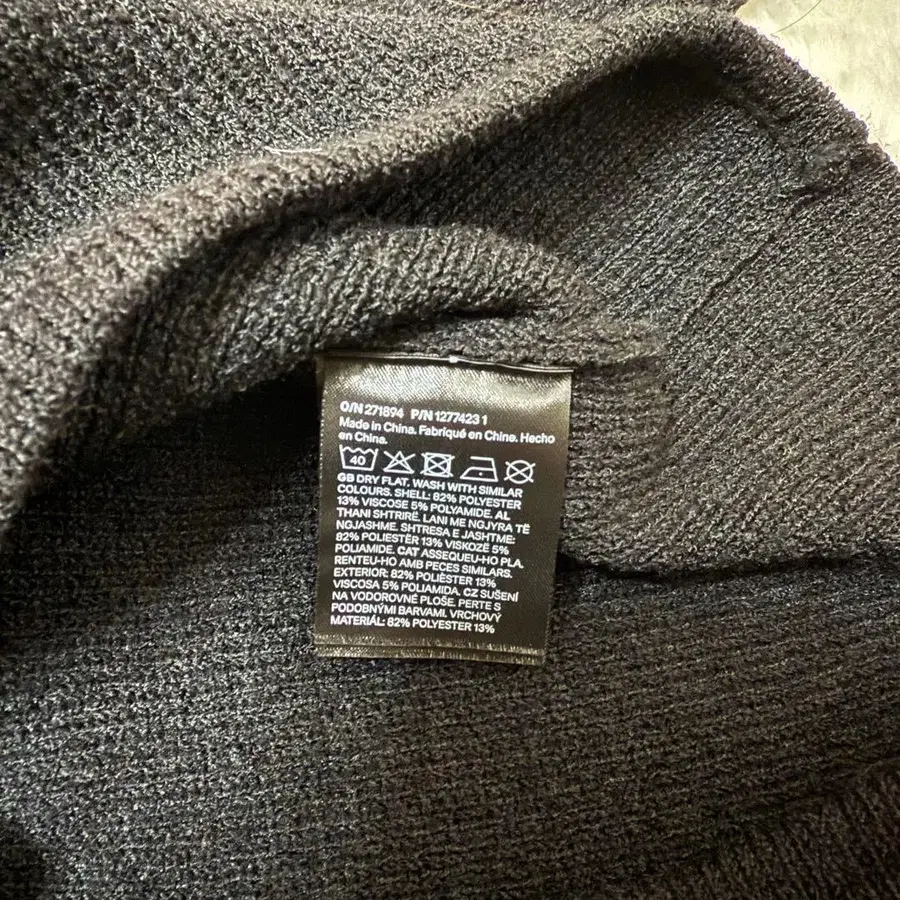 O/N 271894 P/N 1277423 1
Made in China. Fabriqué en Chine. Hecho
en China.
40
GB DRY FLAT. WASH WITH SIMILAR
COLOURS. SHELL: 82% POLYESTER
13% VISCOSE 5% POLYAMIDE. AL
THANI SHTRIRË. LANI ME NGJYRA TË
NGJASHME. SHTRESA E JASHTME:
82% POLIESTËR 13% VISKOZË 5%
POLIAMIDE. CAT ASSEQUEU-HO PLA.
RENTEU-HO AMB PECES SIMILARS.
EXTERIOR: 82% POLIÈSTER 13%
VISCOSA 5% POLIAMIDA. CZ SUŠENÍ
NA VODOROVNÉ PLOŠE. PERTE S
PODOBNÝMI BARVAMI. VRCHOVÝ
MATERIÁL: 82% POLYESTER 13%